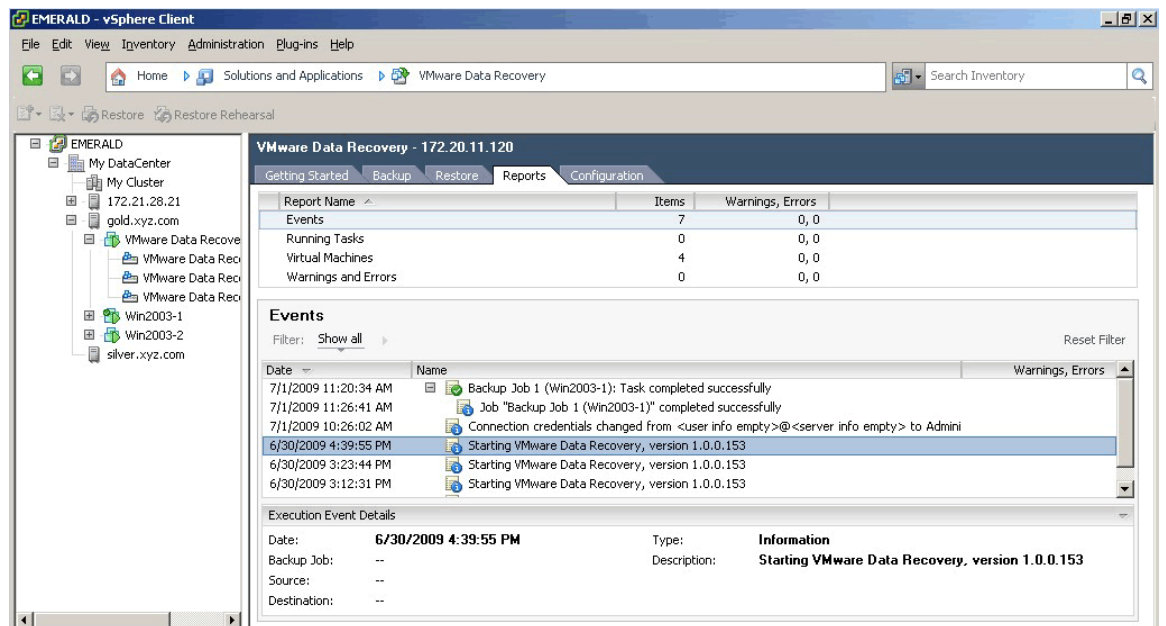 EMERALD - vSphere Client
File Edit View Inventory Administration Plug-ins Help
Home Solutions and Applications VMware Data Recovery Search Inventory
Restore Restore Rehearsal
EMERALD
My DataCenter
My Cluster
172.21.28.21
gold.xyz.com
VMware Data Recove
VMware Data Rec
VMware Data Rec
VMware Data Rec
Win2003-1
Win2003-2
silver.xyz.com
VMware Data Recovery - 172.20.11.120
Getting Started Backup Restore Reports Configuration
Report Name Items Warnings, Errors
Events 7 0, 0
Running Tasks 0 0, 0
Virtual Machines 4 0, 0
Warnings and Errors 0 0, 0
Events
Filter: Show all Reset Filter
Date Name Warnings, Errors
7/1/2009 11:20:34 AM Backup Job 1 (Win2003-1): Task completed successfully
7/1/2009 11:26:41 AM Job "Backup Job 1 (Win2003-1)" completed successfully
7/1/2009 10:26:02 AM Connection credentials changed from <user info empty>@<server info empty> to Admini
6/30/2009 4:39:55 PM Starting VMware Data Recovery, version 1.0.0.153
6/30/2009 3:23:44 PM Starting VMware Data Recovery, version 1.0.0.153
6/30/2009 3:12:31 PM Starting VMware Data Recovery, version 1.0.0.153
Execution Event Details
Date: 6/30/2009 4:39:55 PM Type: Information
Backup Job: -- Description: Starting VMware Data Recovery, version 1.0.0.153
Source: --
Destination: --